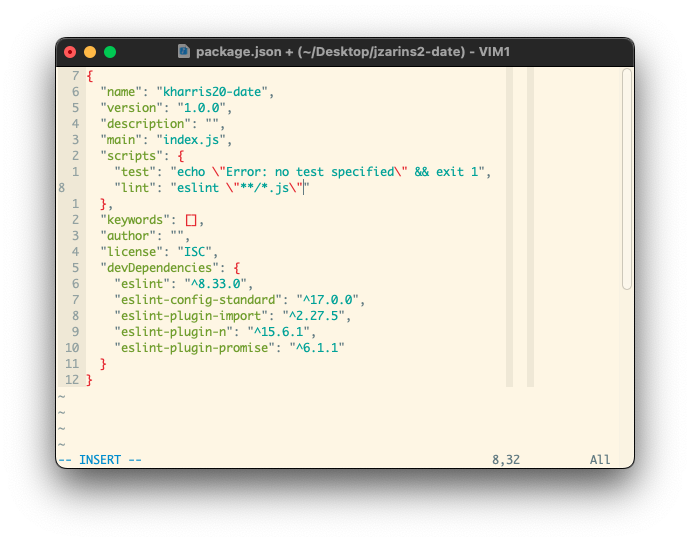 package.json + (~/Desktop/jzarins2-date) - VIM1
7 {
6   "name": "kharris20-date",
5   "version": "1.0.0",
4   "description": "",
3   "main": "index.js",
2   "scripts": {
1     "test": "echo \"Error: no test specified\" && exit 1",
8     "lint": "eslint \"**/*.js\""
1   },
2   "keywords": [],
3   "author": "",
4   "license": "ISC",
5   "devDependencies": {
6     "eslint": "^8.33.0",
7     "eslint-config-standard": "^17.0.0",
8     "eslint-plugin-import": "^2.27.5",
9     "eslint-plugin-n": "^15.6.1",
10     "eslint-plugin-promise": "^6.1.1"
11   }
12 }
~
~
~
~
-- INSERT -- 8,32 All